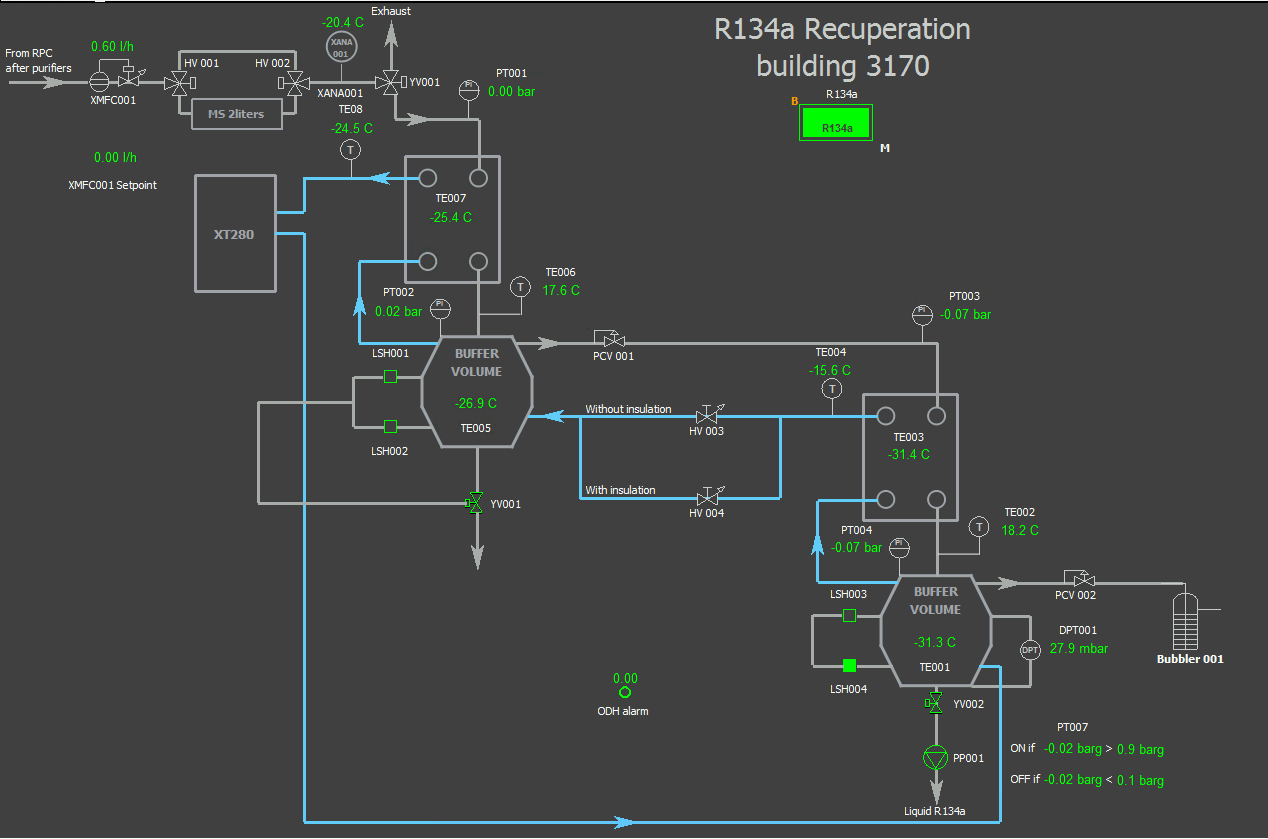 R134a Recuperation
building 3170
R134a
B
R134a
M
Exhaust
-20.4 C
XANA
001
From RPC
after purifiers
0.60 l/h
XMFC001
HV 001
HV 002
MS 2liters
XANA001
YV001
PI
PT001
0.00 bar
TE08
-24.5 C
T
0.00 l/h
XMFC001 Setpoint
XT280
TE007
-25.4 C
TE006
T
17.6 C
PT002
0.02 bar
PI
LSH001
BUFFER
VOLUME
-26.9 C
TE005
LSH002
YV001
PCV 001
PT003
PI
-0.07 bar
TE004
-15.6 C
T
Without insulation
HV 003
With insulation
HV 004
TE003
-31.4 C
TE002
T
18.2 C
PT004
-0.07 bar
PI
LSH003
BUFFER
VOLUME
-31.3 C
TE001
LSH004
PCV 002
DPT001
DPT
27.9 mbar
Bubbler 001
YV002
PP001
Liquid R134a
0.00
ODH alarm
PT007
ON if -0.02 barg > 0.9 barg
OFF if -0.02 barg < 0.1 barg